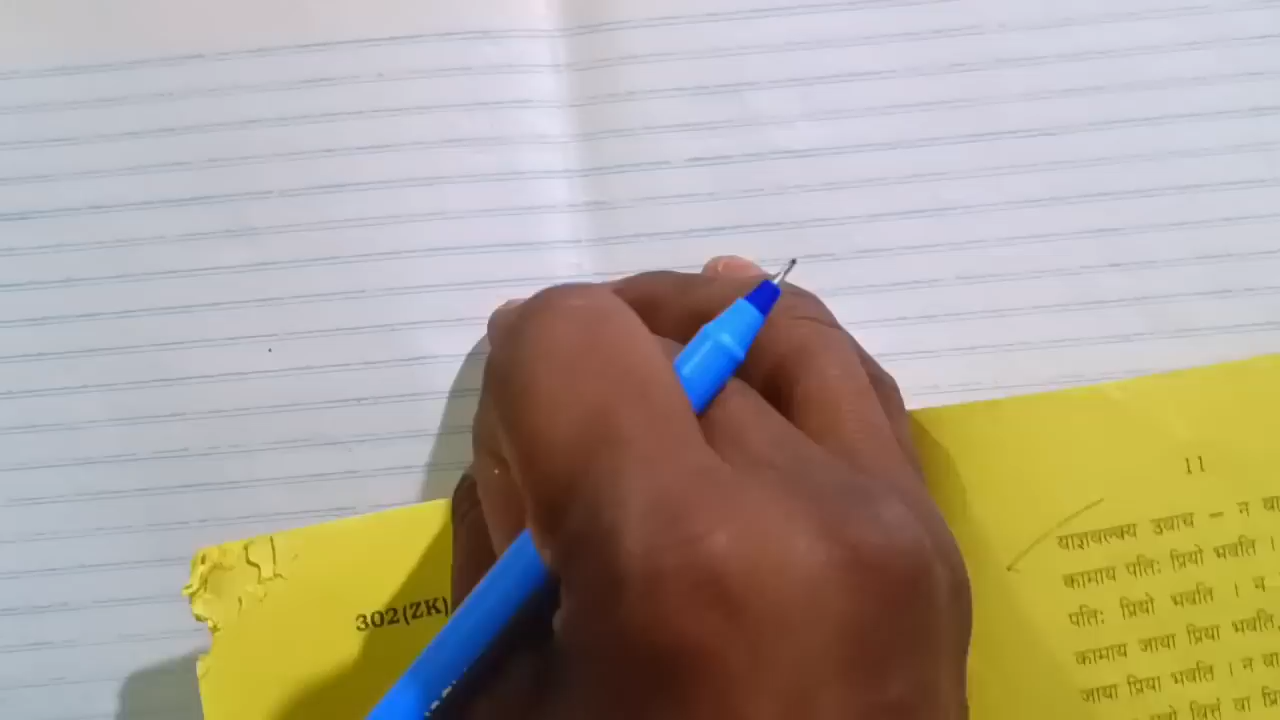 11
302(ZK)
याज्ञवल्क्य उवाच – न वा
कामाय पतिः प्रियो भवति ।
पतिः प्रियो भवति । न
कामाय जाया प्रिया भवति,
जाया प्रिया भवति । न वा
वित्तं वा